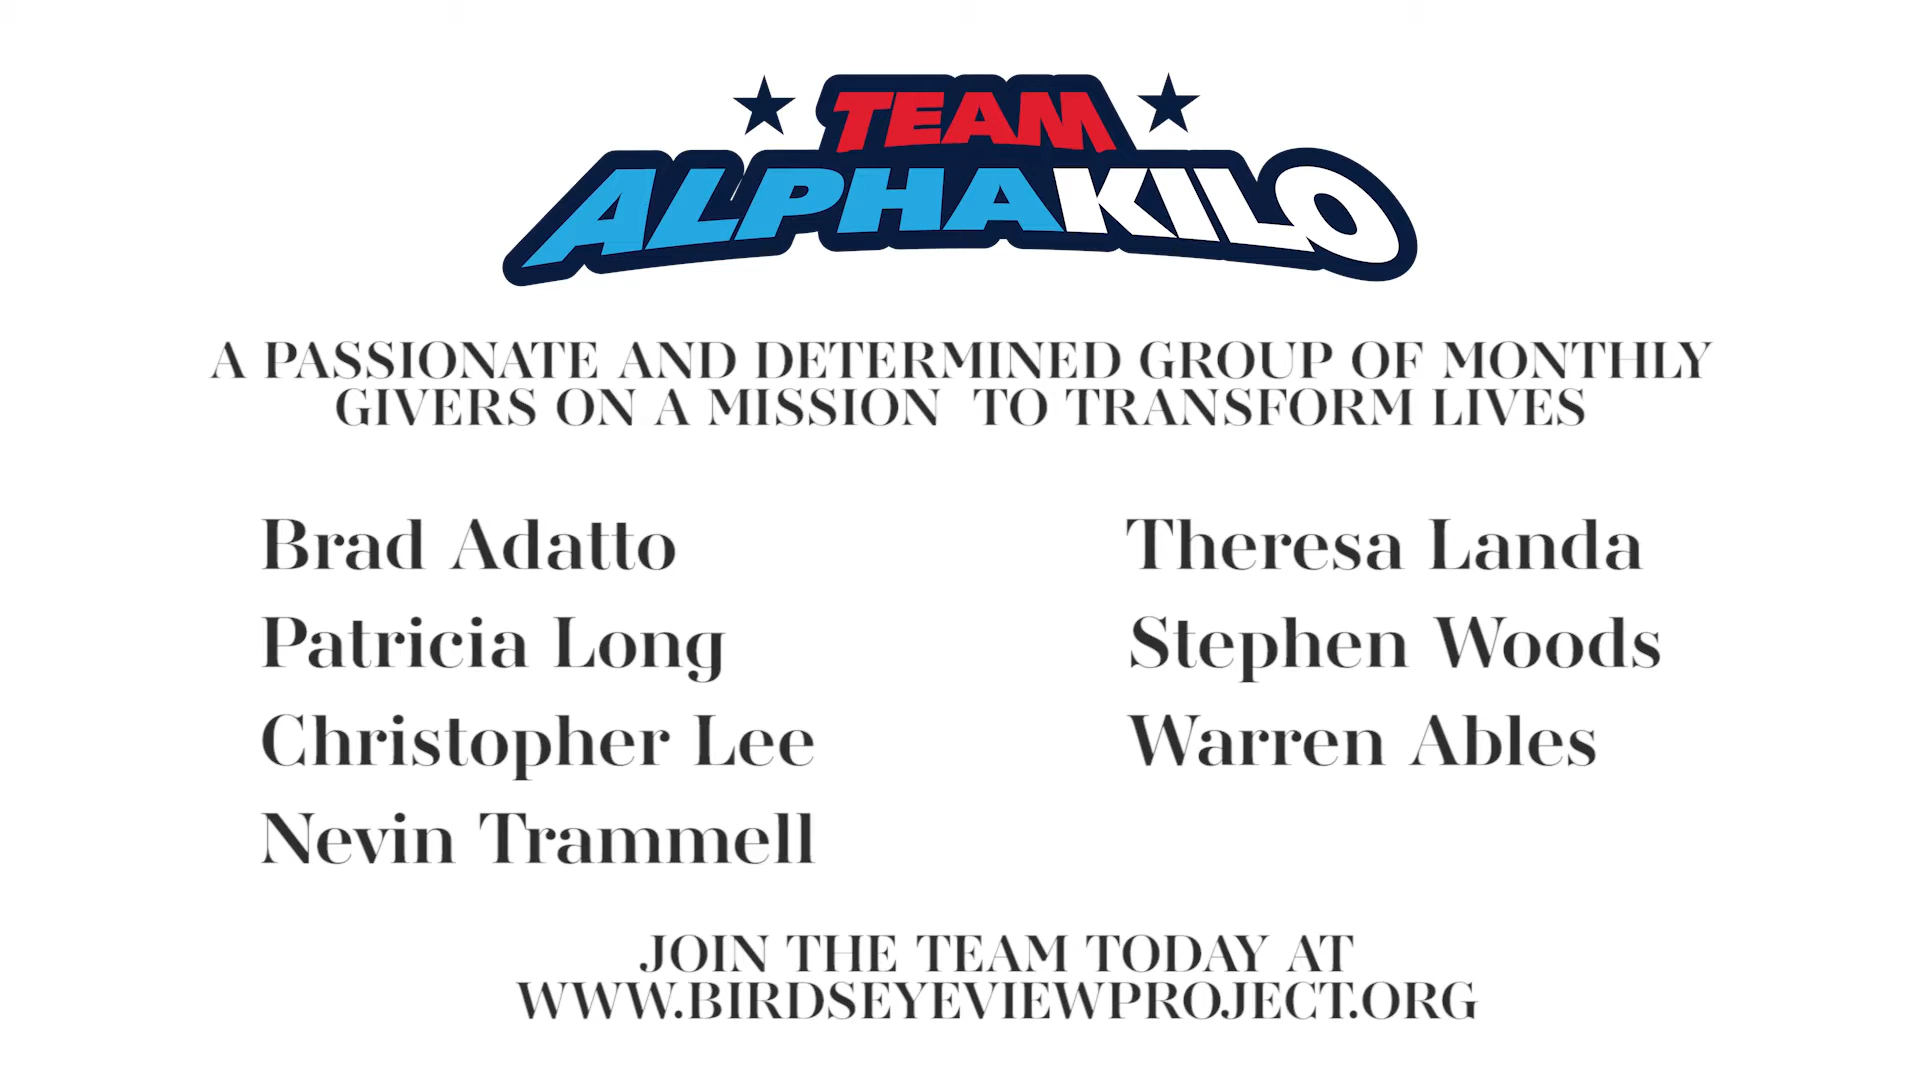 TEAM
ALPHAKILO
A PASSIONATE AND DETERMINED GROUP OF MONTHLY
GIVERS ON A MISSION TO TRANSFORM LIVES
Brad Adatto
Patricia Long
Christopher Lee
Nevin Trammell
Theresa Landa
Stephen Woods
Warren Ables
JOIN THE TEAM TODAY AT
WWW.BIRDSEYEVIEWPROJECT.ORG